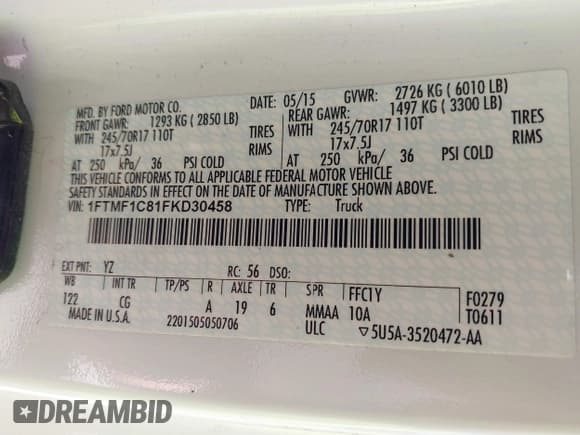 MFD. BY FORD MOTOR CO. DATE: 05/15 GVWR: 2726 KG ( 6010 LB)
FRONT GAWR: 1293 KG ( 2850 LB) REAR GAWR: 1497 KG ( 3300 LB)
WITH 245/70R17 110T TIRES WITH 245/70R17 110T TIRES
17x7.5J RIMS 17x7.5J RIMS
AT 250 kPa/ 36 PSI COLD AT 250 kPa/ 36 PSI COLD
THIS VEHICLE CONFORMS TO ALL APPLICABLE FEDERAL MOTOR VEHICLE
SAFETY STANDARDS IN EFFECT ON THE DATE OF MANUFACTURE SHOWN ABOVE.
VIN: 1FTMF1C81FKD30458 TYPE: Truck
EXT PNT: YZ RC: 56 DSO:
WB INT TR TP/PS R AXLE TR SPR FFC1Y F0279
122 CG A 19 6 MMAA 10A T0611
MADE IN U.S.A. 2201505050706 ULC ▽5U5A-3520472-AA
DREAMBID